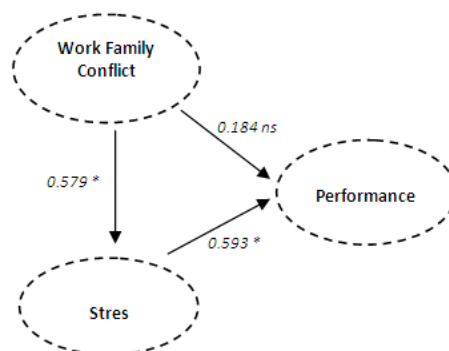 Work Family
Conflict
0.184 ns
0.579 *
Performance
0.593 *
Stres